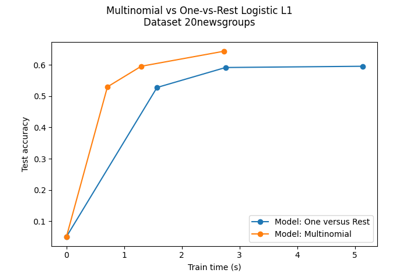 Multinomial vs One-vs-Rest Logistic L1
Dataset 20newsgroups
0.6
0.5
0.4
0.3
0.2
0.1
Test accuracy
Model: One versus Rest
Model: Multinomial
0 1 2 3 4 5
Train time (s)